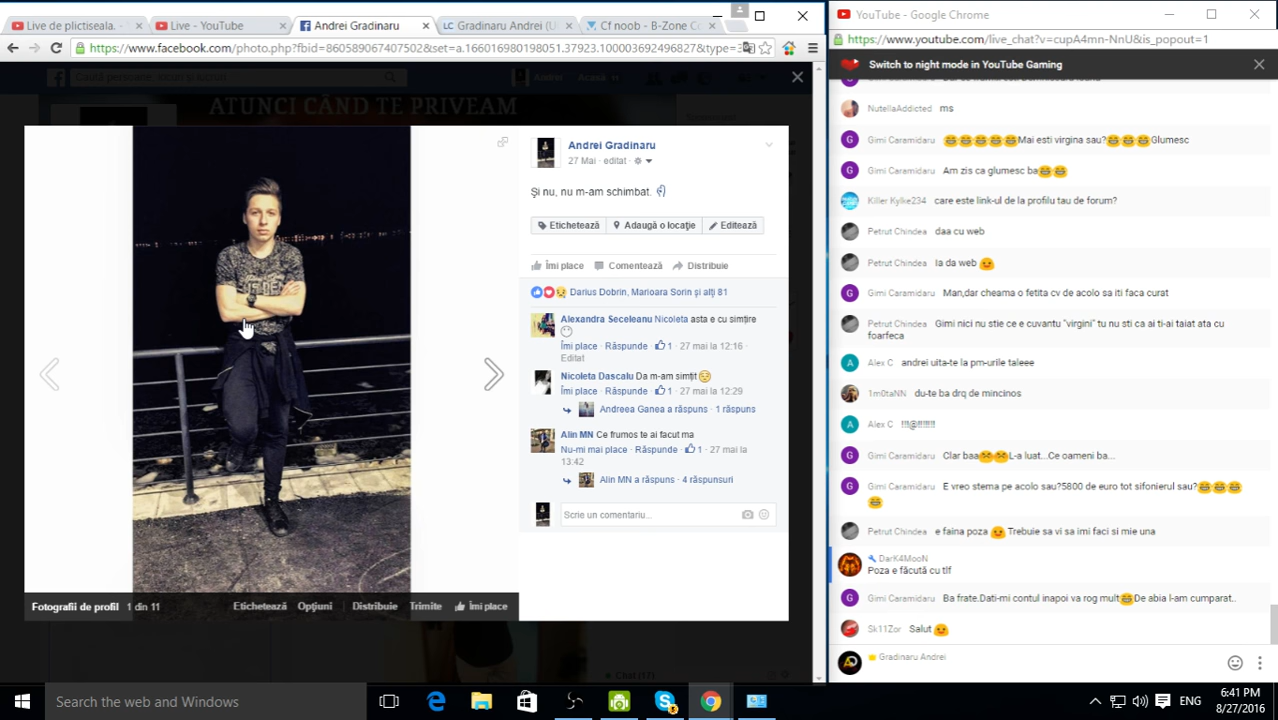 Live de plictiseala. -
Live - YouTube
Andrei Gradinaru
Gradinaru Andrei (U
Cf noob - B-Zone Co
https://www.facebook.com/photo.php?fbid=860589067407502&set=a.166016980198051.37923.100003692496827&type=3
Andrei
Acasă
ATUNCI CÂND TE PRIVEAM
Andrei Gradinaru
27 Mai · editat ·
Și nu, nu m-am schimbat.
Etichetează
Adaugă o locaţie
Editează
Îmi place
Comentează
Distribuie
Darius Dobrin, Marioara Sorin și alți 81
Alexandra Seceleanu Nicoleta asta e cu simțire
Îmi place · Răspunde · 1 · 27 mai la 12:16 ·
Editat
Nicoleta Dascalu Da m-am simțit
Îmi place · Răspunde · 1 · 27 mai la 12:29
Andreea Ganea a răspuns · 1 răspuns
Alin MN Ce frumos te ai facut ma
Nu-mi mai place · Răspunde · 1 · 27 mai la
13:42
Alin MN a răspuns · 4 răspunsuri
Scrie un comentariu...
Fotografii de profil 1 din 11
Etichetează
Opţiuni
Distribuie
Trimite
Îmi place
Chat (17)
YouTube - Google Chrome
https://www.youtube.com/live_chat?v=cupA4mn-NnU&is_popout=1
Switch to night mode in YouTube Gaming
NutellaAddicted ms
Gimi Caramidaru 😂😂😂😂😂Mai esti virgina sau?😂😂😂Glumesc
Gimi Caramidaru Am zis ca glumesc ba😂😂
Killer Kylke234 care este link-ul de la profilu tau de forum?
Petrut Chindea daa cu web
Petrut Chindea Ia da web
Gimi Caramidaru Man,dar cheama o fetita cv de acolo sa iti faca curat
Petrut Chindea Gimi nici nu stie ce e cuvantu "virgini" tu nu sti ca ai ti-ai taiat ata cu
foarfeca
Alex C andrei uita-te la pm-urile taleee
1m0taNN du-te ba drq de mincinos
Alex C !!!@!!!!!!!
Gimi Caramidaru Clar baa L-a luat...Ce oameni ba...
Gimi Caramidaru E vreo stema pe acolo sau?5800 de euro tot sifonierul sau?😂😂😂
😂
Petrut Chindea e faina poza Trebuie sa vi sa imi faci si mie una
DarK4MooN
Poza e făcută cu tlf
Gimi Caramidaru Ba frate.Dati-mi contul inapoi va rog mult😂De abia l-am cumparat..
Sk11Zor Salut
Gradinaru Andrei
Search the web and Windows
ENG
6:41 PM
8/27/2016